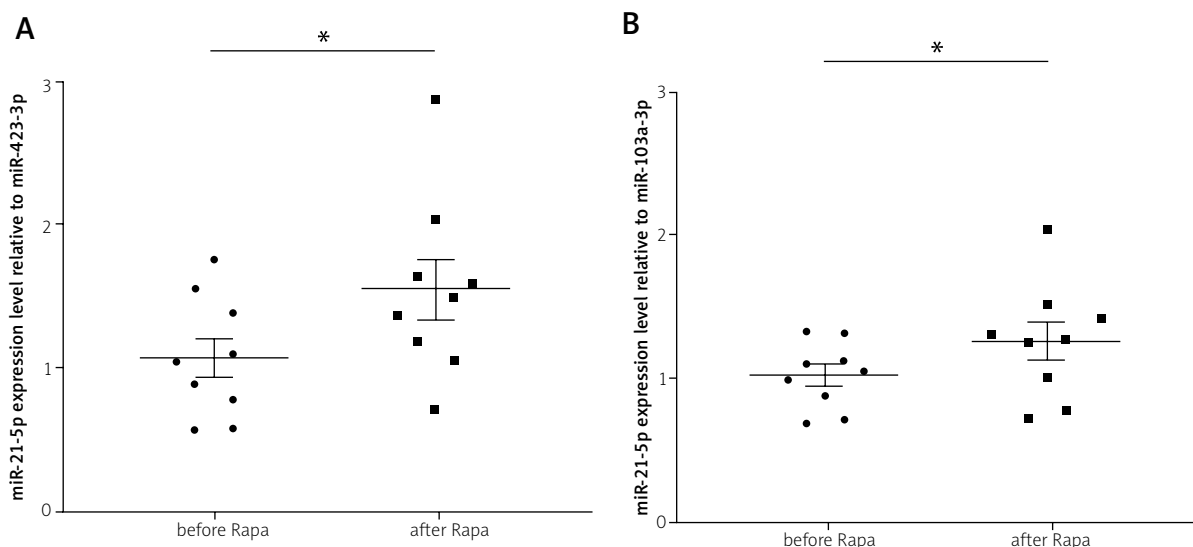 A
*
miR-21-5p expression level relative to miR-423-3p
3
2
1
0
before Rapa
after Rapa
B
*
miR-21-5p expression level relative to miR-103a-3p
3
2
1
0
before Rapa
after Rapa